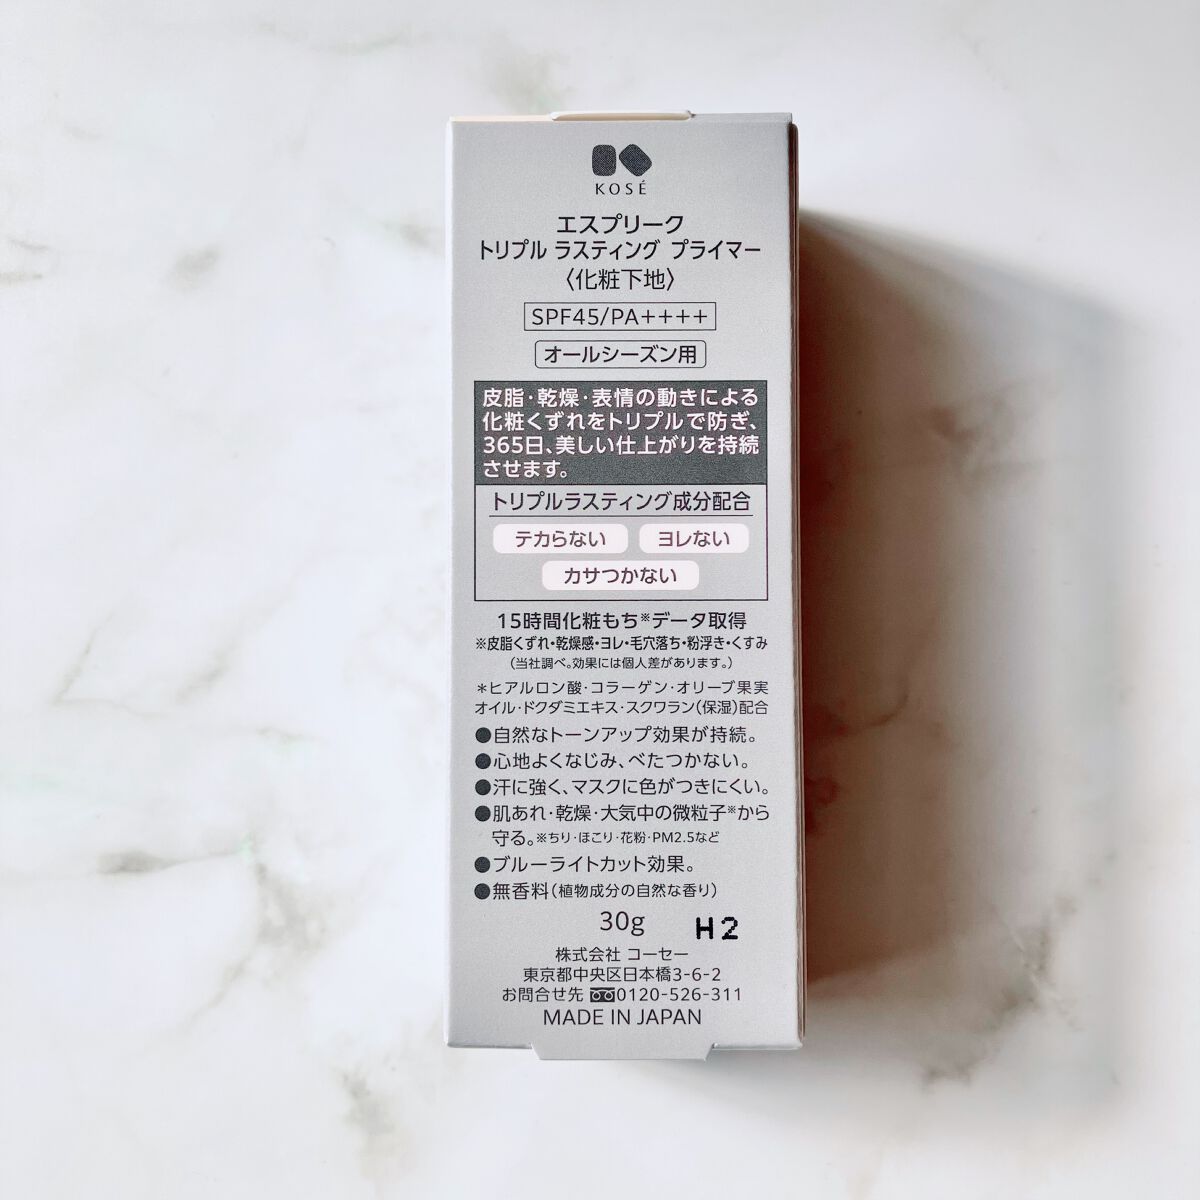 KOSÉ
エスプリーク
トリプル ラスティング プライマー
〈化粧下地〉
SPF45/PA++++
オールシーズン用
皮脂・乾燥・表情の動きによる
化粧くずれをトリプルで防ぎ、
365日、美しい仕上がりを持続
させます。
トリプルラスティング成分配合
テカらない ヨレない
カサつかない
15時間化粧もち※データ取得
※皮脂くずれ・乾燥感・ヨレ・毛穴落ち・粉浮き・くすみ
(当社調べ。効果には個人差があります。)
＊ヒアルロン酸・コラーゲン・オリーブ果実
オイル・ドクダミエキス・スクワラン(保湿)配合
●自然なトーンアップ効果が持続。
●心地よくなじみ、べたつかない。
●汗に強く、マスクに色がつきにくい。
●肌あれ・乾燥・大気中の微粒子※から
守る。※ちり・ほこり・花粉・PM2.5など
●ブルーライトカット効果。
●無香料(植物成分の自然な香り)
30g H2
株式会社 コーセー
東京都中央区日本橋3-6-2
お問合せ先 0120-526-311
MADE IN JAPAN